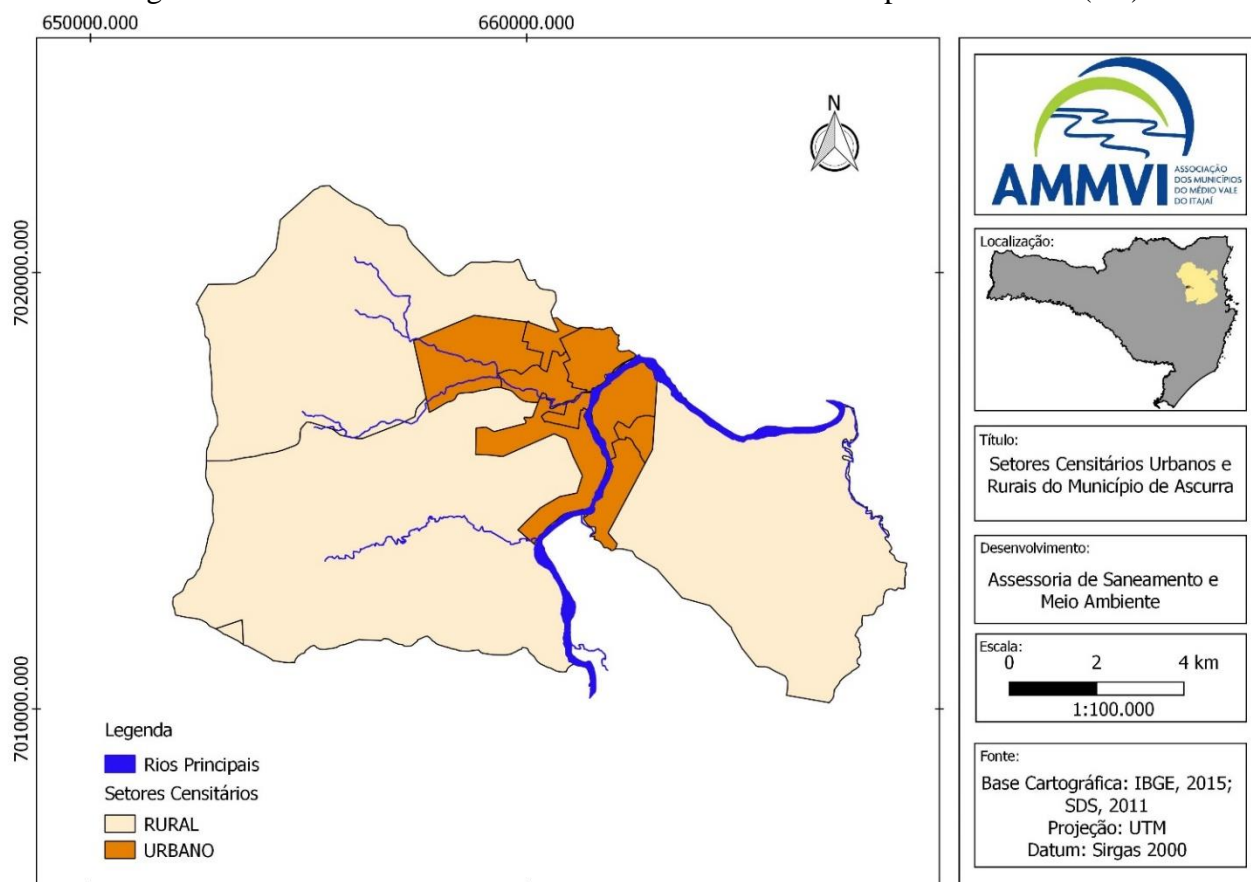 650000.000
660000.000
7020000.000
7010000.000
N
Legenda
Rios Principais
Setores Censitários
RURAL
URBANO
AMMVI
ASSOCIAÇÃO
DOS MUNICÍPIOS
DO MÉDIO VALE
DO ITAJAÍ
Localização:
Título:
Setores Censitários Urbanos e
Rurais do Município de Ascurra
Desenvolvimento:
Assessoria de Saneamento e
Meio Ambiente
Escala:
0 2 4 km
1:100.000
Fonte:
Base Cartográfica: IBGE, 2015;
SDS, 2011
Projeção: UTM
Datum: Sirgas 2000